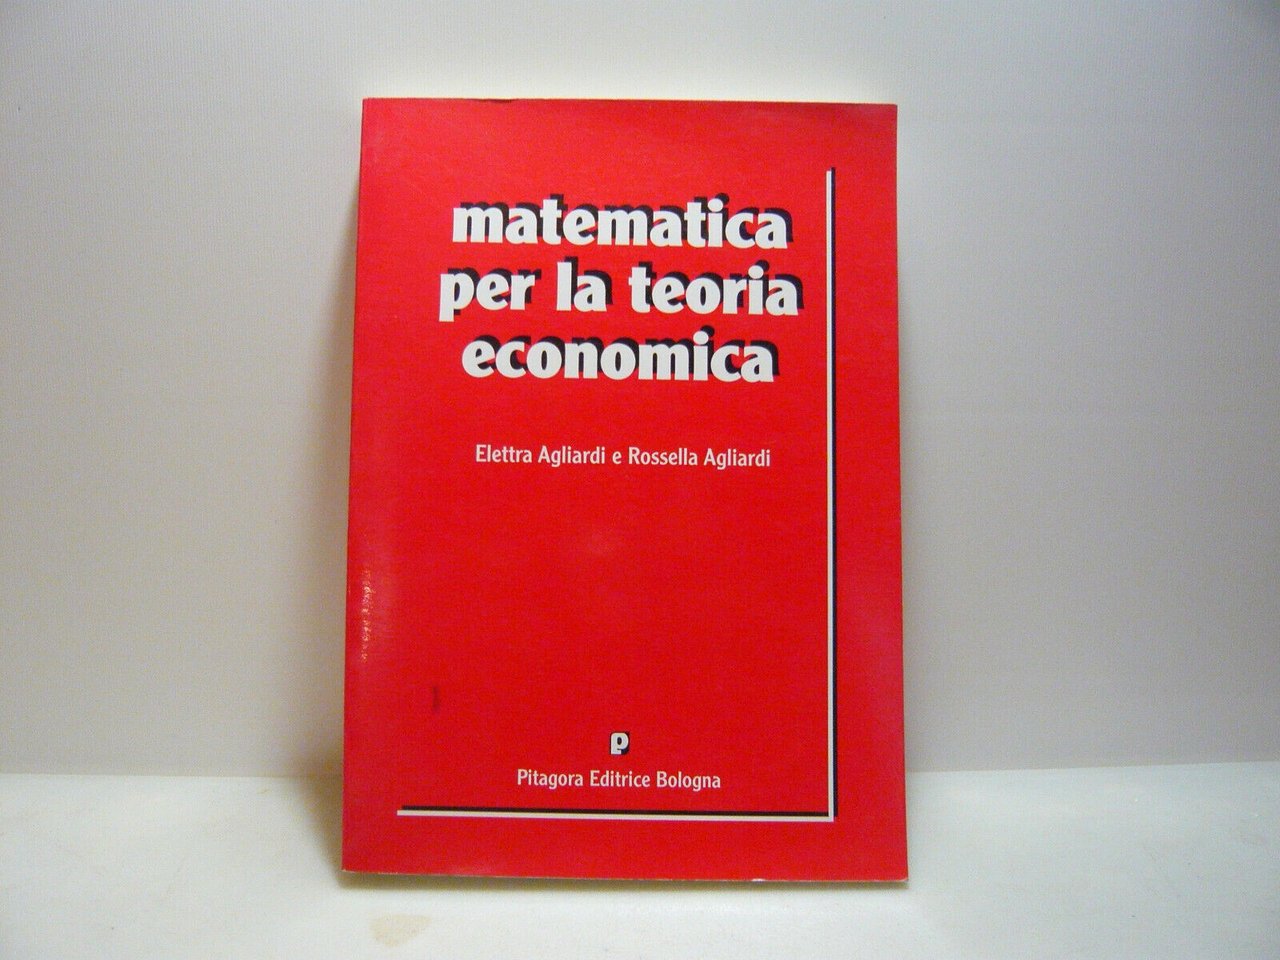 matematica
per la teoria
economica
Elettra Agliardi e Rossella Agliardi
p
Pitagora Editrice Bologna